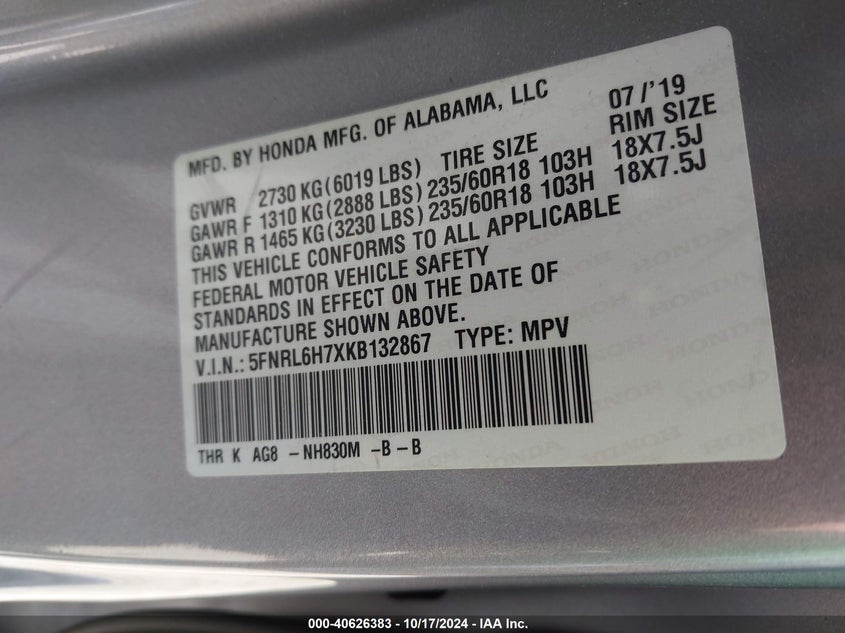 MFD. BY HONDA MFG. OF ALABAMA, LLC 07/'19
GVWR 2730 KG(6019 LBS) TIRE SIZE RIM SIZE
GAWR F 1310 KG(2888 LBS) 235/60R18 103H 18X7.5J
GAWR R 1465 KG(3230 LBS) 235/60R18 103H 18X7.5J
THIS VEHICLE CONFORMS TO ALL APPLICABLE
FEDERAL MOTOR VEHICLE SAFETY
STANDARDS IN EFFECT ON THE DATE OF
MANUFACTURE SHOWN ABOVE.
V.I.N.: 5FNRL6H7XKB132867 TYPE: MPV
THR K AG8 -NH830M -B-B
000-40626383 - 10/17/2024 - IAA Inc.